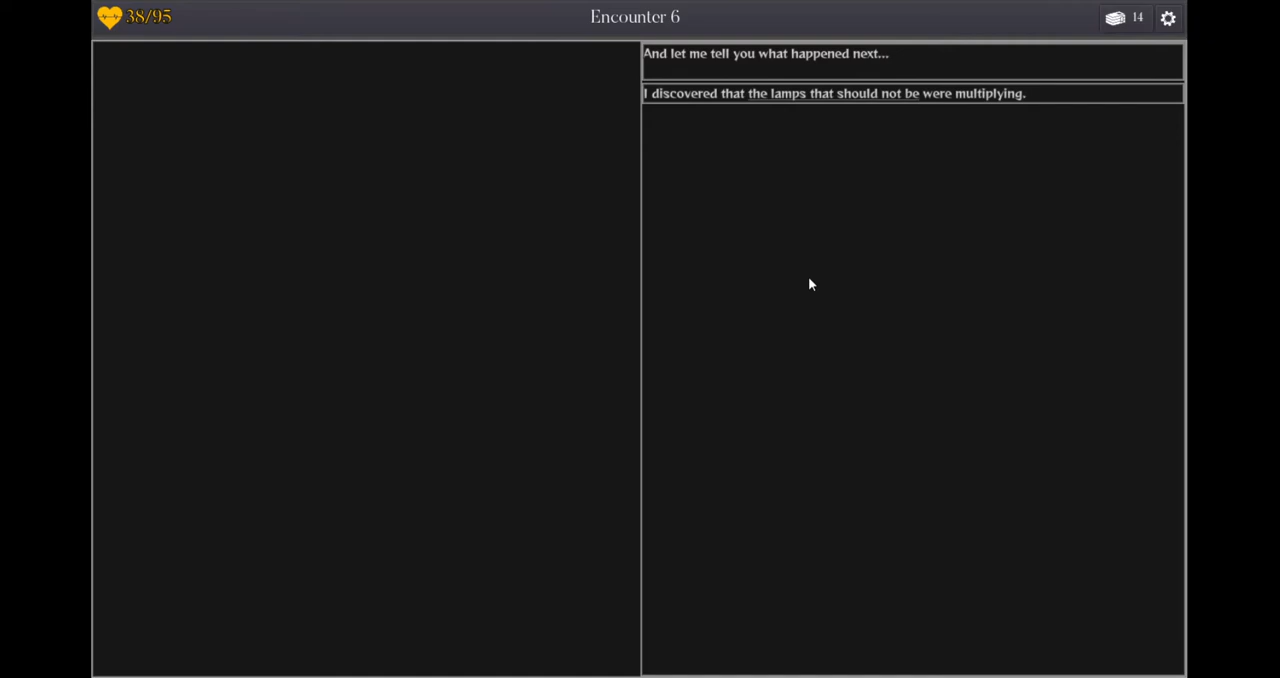 38/95
Encounter 6
14
And let me tell you what happened next...
I discovered that the lamps that should not be were multiplying.